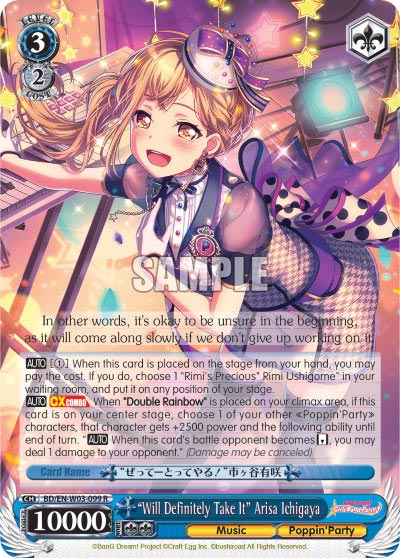 LEVEL
3
2
COST
P
SAMPLE
In other words, it's okay to be unsure in the beginning,
as it will come along slowly if we don't give up working on it.
AUTO [①] When this card is placed on the stage from your hand, you may
pay the cost. If you do, choose 1 "Rimi's Precious" Rimi Ushigome" in your
waiting room, and put it on any position of your stage.
AUTO CXCOMBO When "Double Rainbow" is placed on your climax area, if this
card is on your center stage, choose 1 of your other «Poppin'Party»
characters, that character gets +2500 power and the following ability until
end of turn. "AUTO When this card's battle opponent becomes [ ], you may
deal 1 damage to your opponent." (Damage may be canceled)
Card Name
"ぜってーとってやる！"市ヶ谷有咲
CH BD/EN-W03-099 R
POWER
10000
SOUL
"Will Definitely Take It" Arisa Ichigaya
Music
Poppin'Party
©BanG Dream! Project ©Craft Egg Inc. ©bushiroad All Rights Reserved.